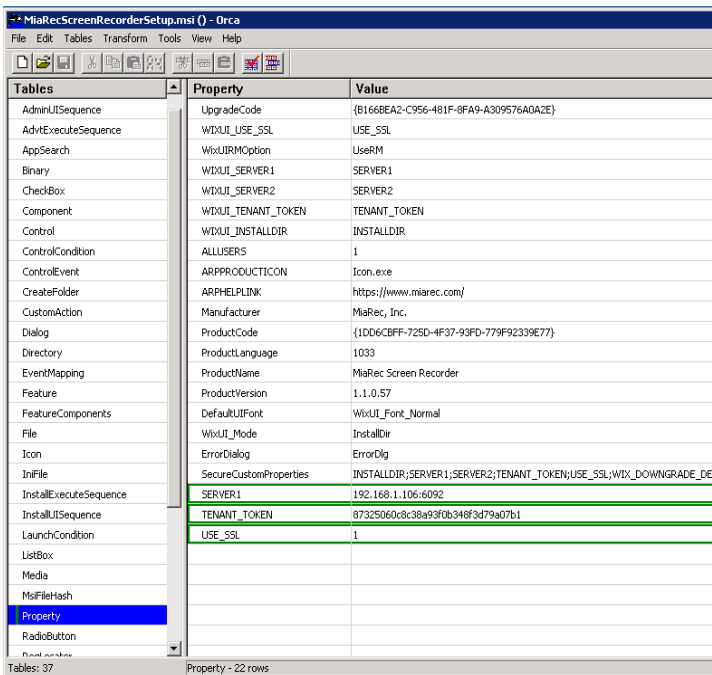 MiaRecScreenRecorderSetup.msi () - Orca
File Edit Tables Transform Tools View Help
Tables Property Value
AdminUISequence UpgradeCode {B166BEA2-C956-481F-8FA9-A309576A0A2E}
AdvtExecuteSequence WIXUI_USE_SSL USE_SSL
AppSearch WixUIRMOption UseRM
Binary WIXUI_SERVER1 SERVER1
CheckBox WIXUI_SERVER2 SERVER2
Component WIXUI_TENANT_TOKEN TENANT_TOKEN
Control WIXUI_INSTALLDIR INSTALLDIR
ControlCondition ALLUSERS 1
ControlEvent ARPPRODUCTICON Icon.exe
CreateFolder ARPHELPLINK https://www.miarec.com/
CustomAction Manufacturer MiaRec, Inc.
Dialog ProductCode {1DD6CBFF-725D-4F37-93FD-779F92339E77}
Directory ProductLanguage 1033
EventMapping ProductName MiaRec Screen Recorder
Feature ProductVersion 1.1.0.57
FeatureComponents DefaultUIFont WixUI_Font_Normal
File WixUI_Mode InstallDir
Icon ErrorDialog ErrorDlg
IniFile SecureCustomProperties INSTALLDIR;SERVER1;SERVER2;TENANT_TOKEN;USE_SSL;WIX_DOWNGRADE_DE
InstallExecuteSequence SERVER1 192.168.1.106:6092
InstallUISequence TENANT_TOKEN 87325060c8c38a93f0b348f3d79a07b1
LaunchCondition USE_SSL 1
ListBox
Media
MsiFileHash
Property
RadioButton
RegLocator
Tables: 37 Property - 22 rows